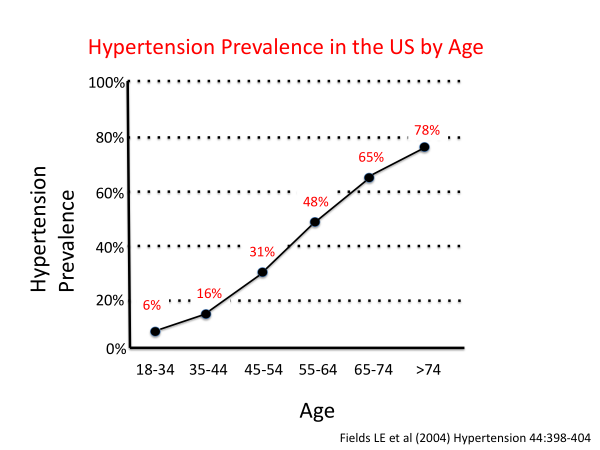 Hypertension Prevalence in the US by Age
100%
80%
60%
40%
20%
0%
Hypertension
Prevalence
6%
16%
31%
48%
65%
78%
18-34 35-44 45-54 55-64 65-74 >74
Age
Fields LE et al (2004) Hypertension 44:398-404